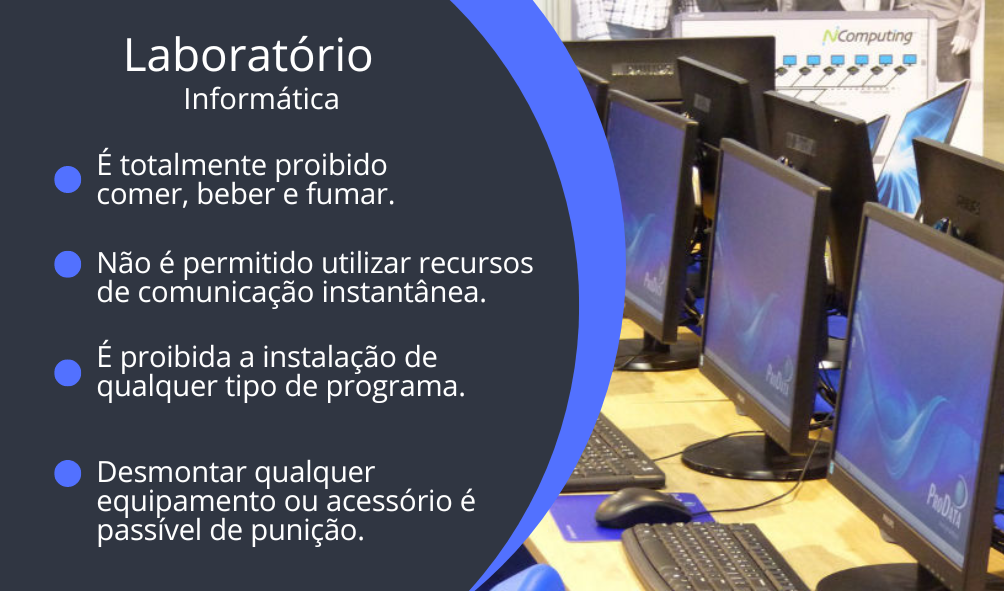 Laboratório
Informática
É totalmente proibido
comer, beber e fumar.
Não é permitido utilizar recursos
de comunicação instantânea.
É proibida a instalação de
qualquer tipo de programa.
Desmontar qualquer
equipamento ou acessório é
passível de punição.
NComputing
ProData
ProData
ProData